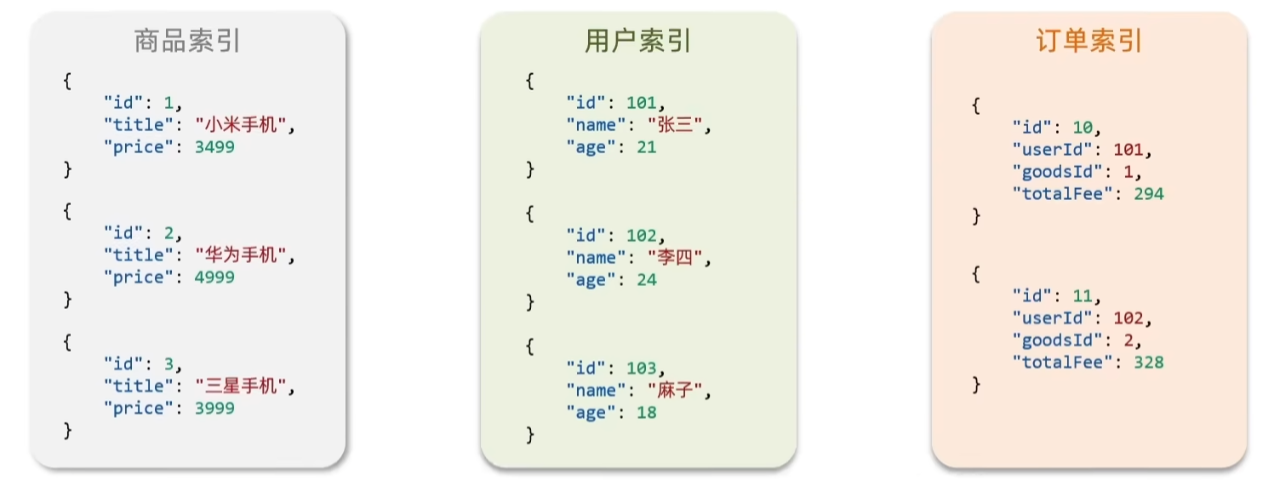 商品索引
{
    "id": 1,
    "title": "小米手机",
    "price": 3499
}
{
    "id": 2,
    "title": "华为手机",
    "price": 4999
}
{
    "id": 3,
    "title": "三星手机",
    "price": 3999
}
用户索引
{
    "id": 101,
    "name": "张三",
    "age": 21
}
{
    "id": 102,
    "name": "李四",
    "age": 24
}
{
    "id": 103,
    "name": "麻子",
    "age": 18
}
订单索引
{
    "id": 10,
    "userId": 101,
    "goodsId": 1,
    "totalFee": 294
}
{
    "id": 11,
    "userId": 102,
    "goodsId": 2,
    "totalFee": 328
}